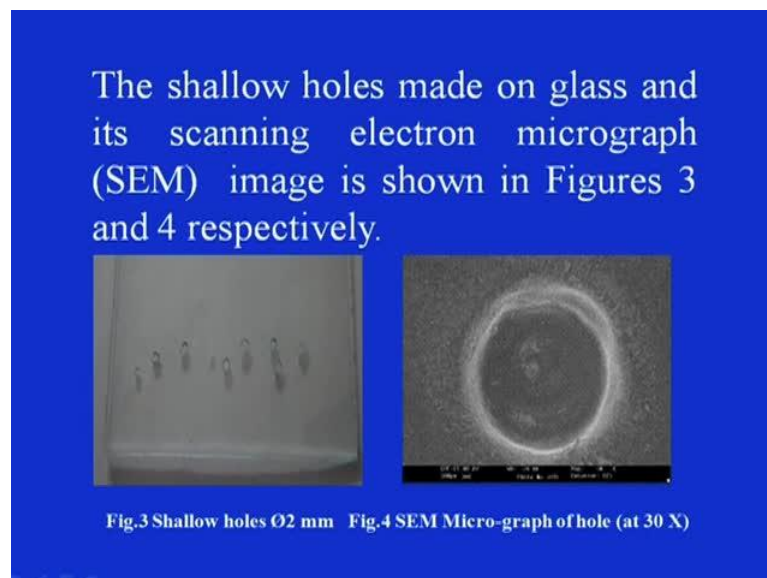 The shallow holes made on glass and
its scanning electron micrograph
(SEM) image is shown in Figures 3
and 4 respectively.
Fig.3 Shallow holes Ø2 mm Fig.4 SEM Micro-graph of hole (at 30 X)